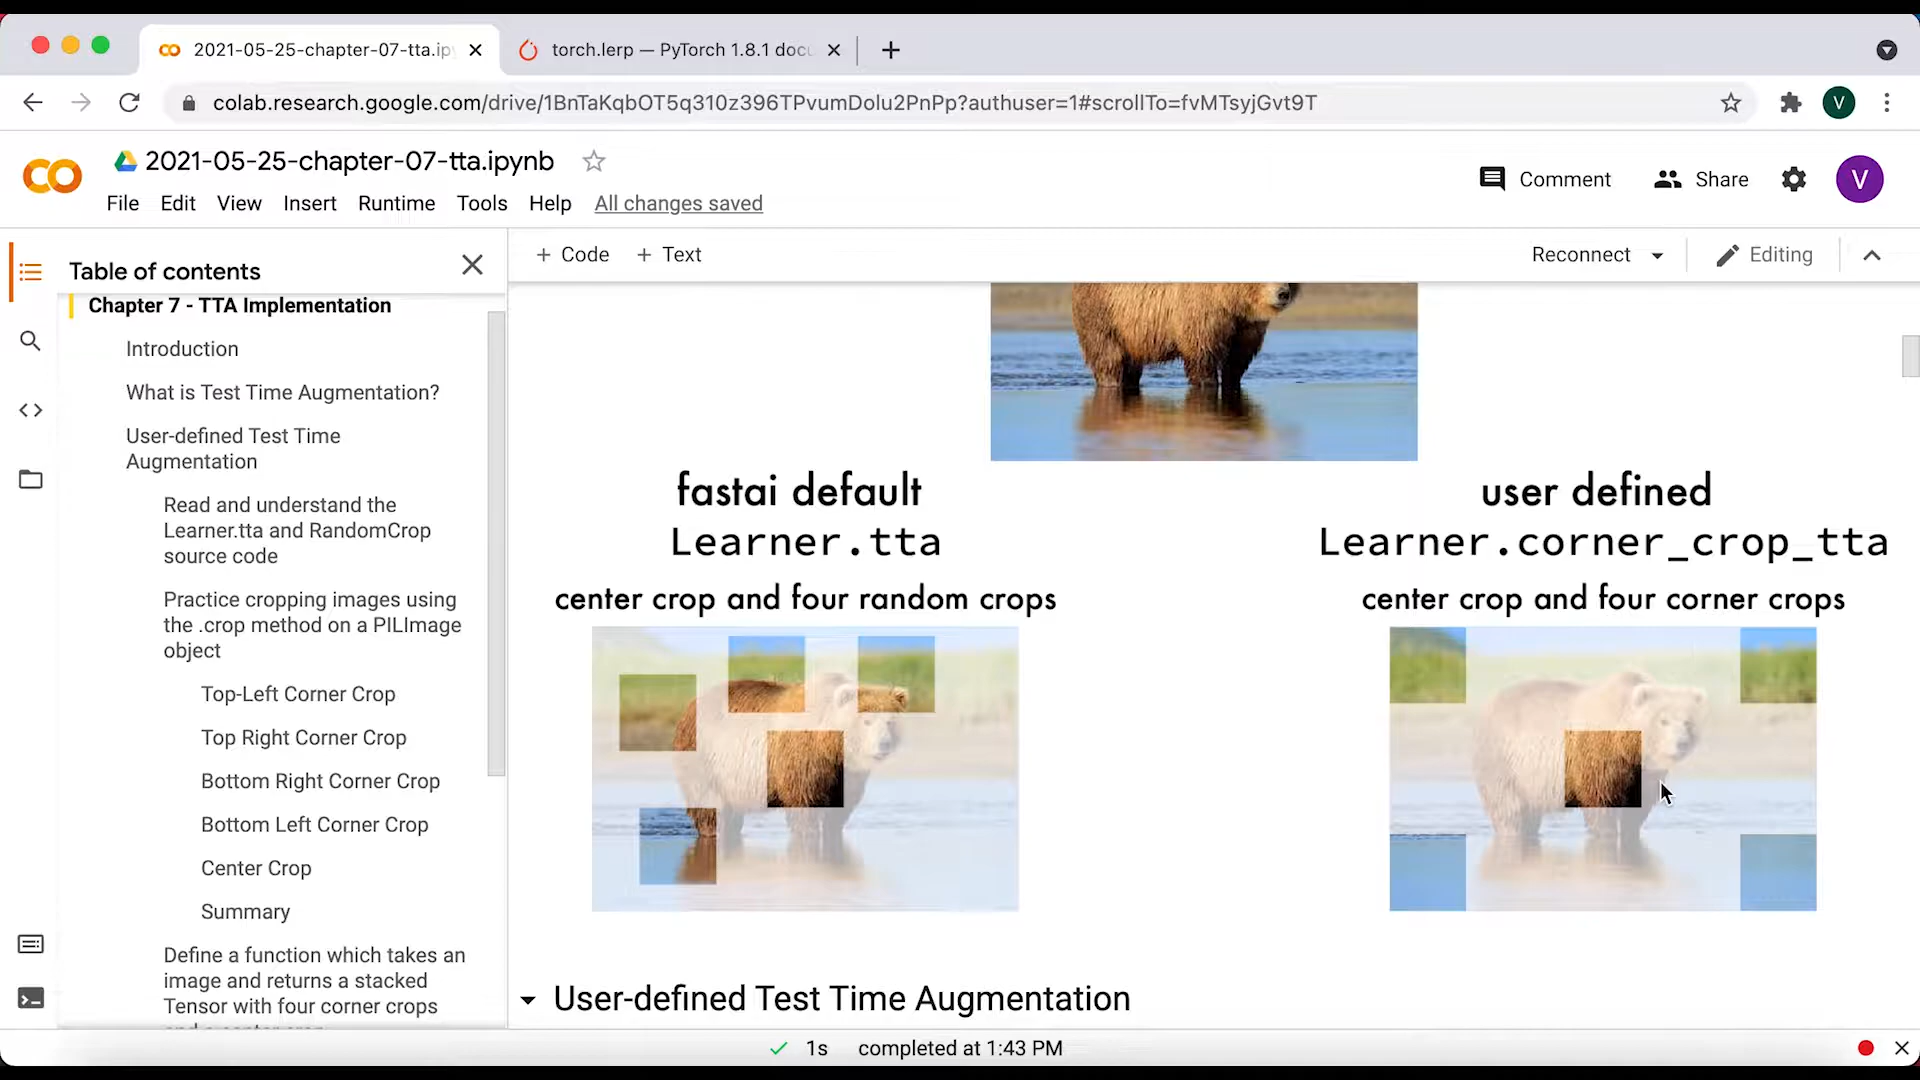 2021-05-25-chapter-07-tta.ip
torch.lerp — PyTorch 1.8.1 docu
colab.research.google.com/drive/1BnTaKqbOT5q310z396TPvumDolu2PnPp?authuser=1#scrollTo=fvMTsyjGvt9T
V
2021-05-25-chapter-07-tta.ipynb
Comment
Share
V
File Edit View Insert Runtime Tools Help All changes saved
Table of contents
+ Code + Text
Reconnect
Editing
Chapter 7 - TTA Implementation
Introduction
What is Test Time Augmentation?
User-defined Test Time
Augmentation
Read and understand the
Learner.tta and RandomCrop
source code
Practice cropping images using
the .crop method on a PILImage
object
Top-Left Corner Crop
Top Right Corner Crop
Bottom Right Corner Crop
Bottom Left Corner Crop
Center Crop
Summary
Define a function which takes an
image and returns a stacked
Tensor with four corner crops
fastai default
Learner.tta
center crop and four random crops
user defined
Learner.corner_crop_tta
center crop and four corner crops
User-defined Test Time Augmentation
1s completed at 1:43 PM